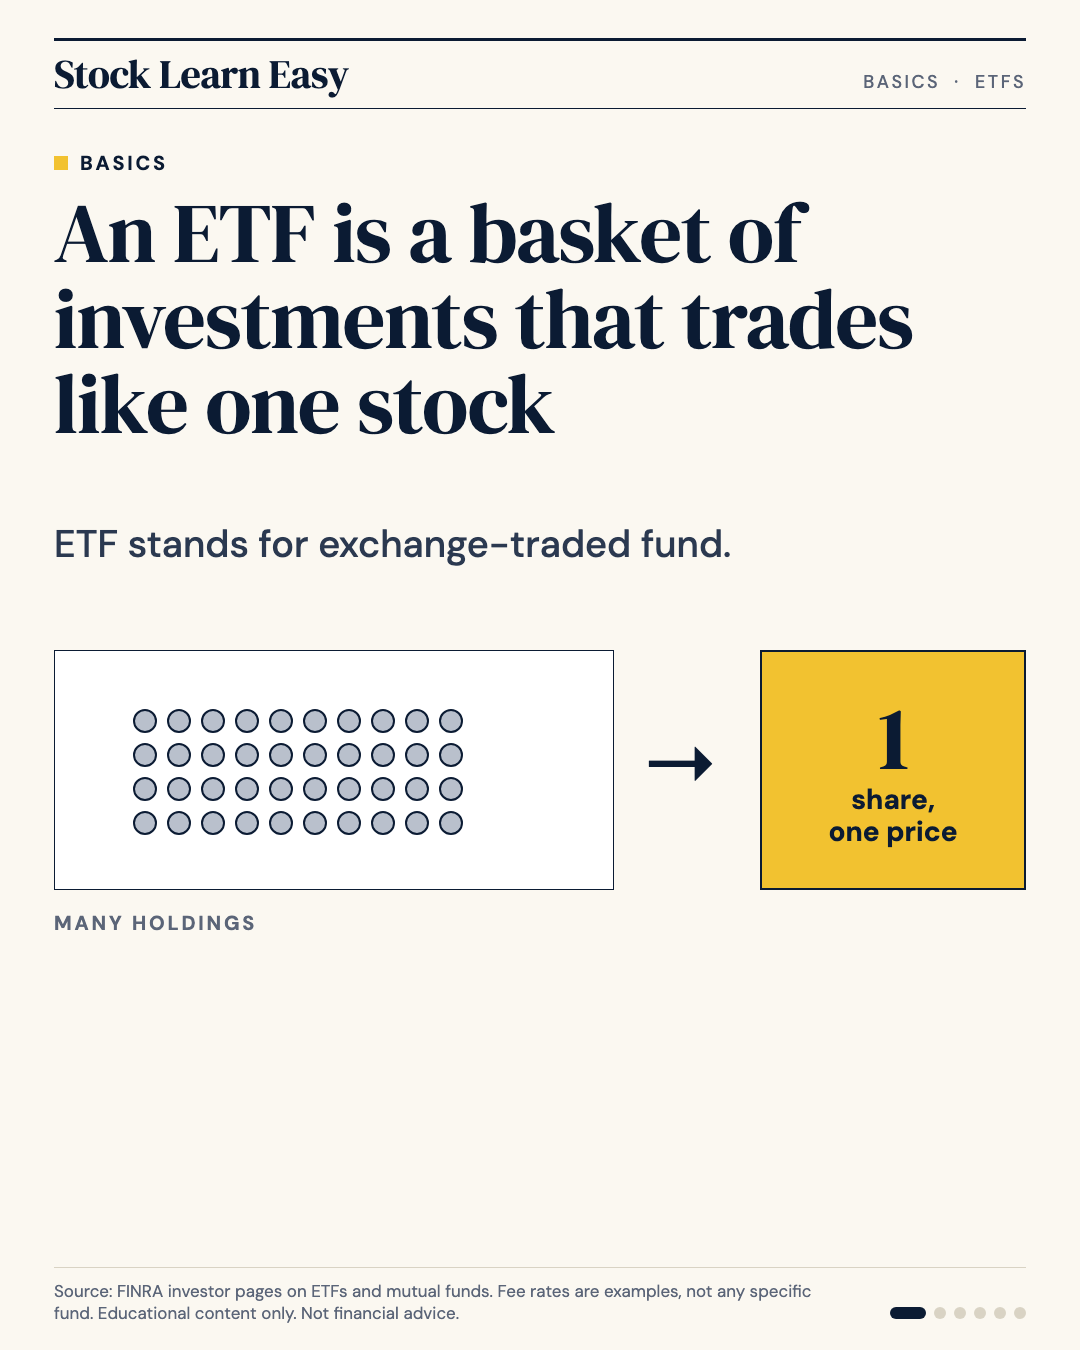 Stock Learn Easy
BASICS · ETFS
BASICS
An ETF is a basket of
investments that trades
like one stock
ETF stands for exchange-traded fund.
1
share,
one price
MANY HOLDINGS
Source: FINRA investor pages on ETFs and mutual funds. Fee rates are examples, not any specific
fund. Educational content only. Not financial advice.